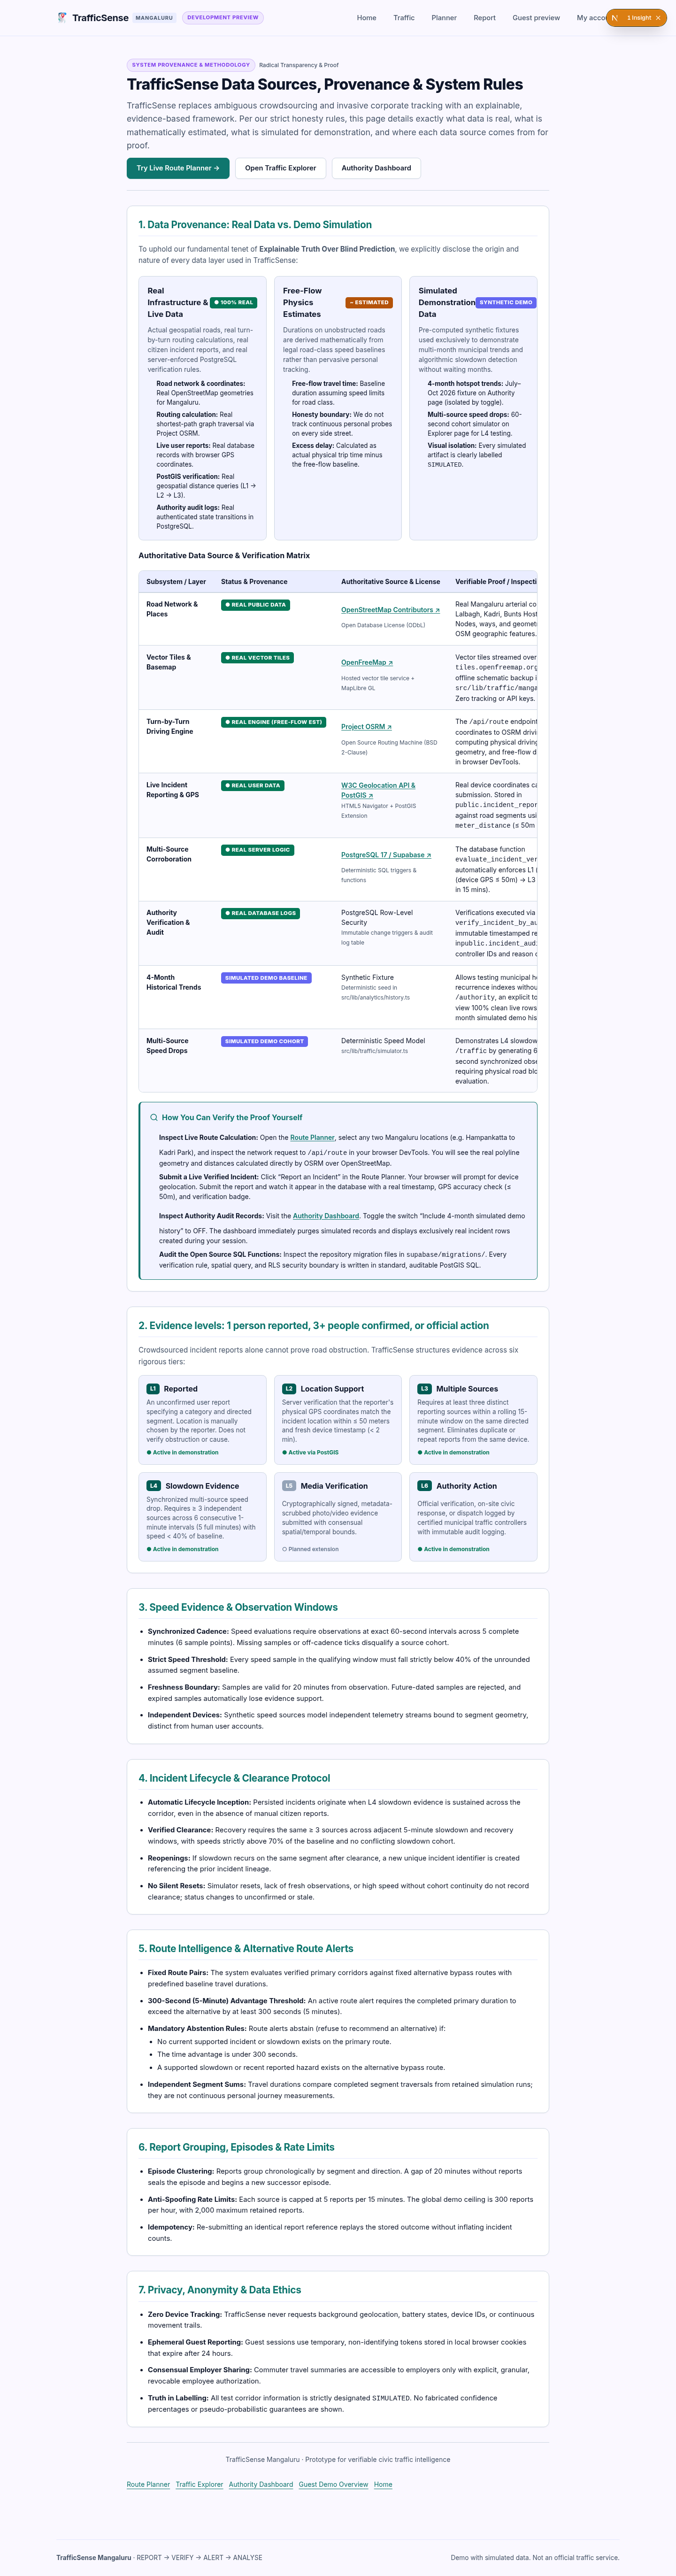 TrafficSense MANGALURU DEVELOPMENT PREVIEW
Home Traffic Planner Report Guest preview My accou
1 Insight
SYSTEM PROVENANCE & METHODOLOGY Radical Transparency & Proof
TrafficSense Data Sources, Provenance & System Rules
TrafficSense replaces ambiguous crowdsourcing and invasive corporate tracking with an explainable,
evidence-based framework. Per our strict honesty rules, this page details exactly what data is real, what is
mathematically estimated, what is simulated for demonstration, and where each data source comes from for
proof.
Try Live Route Planner →
Open Traffic Explorer
Authority Dashboard
1. Data Provenance: Real Data vs. Demo Simulation
To uphold our fundamental tenet of Explainable Truth Over Blind Prediction, we explicitly disclose the origin and
nature of every data layer used in TrafficSense:
Real
Infrastructure &
Live Data
● 100% REAL
Actual geospatial roads, real turn-
by-turn routing calculations, real
citizen incident reports, and real
server-enforced PostgreSQL
verification rules.
Road network & coordinates:
Real OpenStreetMap geometries
for Mangaluru.
Routing calculation: Real
shortest-path graph traversal via
Project OSRM.
Live user reports: Real database
records with browser GPS
coordinates.
PostGIS verification: Real
geospatial distance queries (L1 →
L2 → L3).
Authority audit logs: Real
authenticated state transitions in
PostgreSQL.
Free-Flow
Physics
Estimates
~ ESTIMATED
Durations on unobstructed roads
are derived mathematically from
legal road-class speed baselines
rather than pervasive personal
tracking.
Free-flow travel time: Baseline
duration assuming speed limits
for road class.
Honesty boundary: We do not
track continuous personal probes
on every side street.
Excess delay: Calculated as
actual physical trip time minus
the free-flow baseline.
Simulated
Demonstration
Data
SYNTHETIC DEMO
Pre-computed synthetic fixtures
used exclusively to demonstrate
multi-month municipal trends and
algorithmic slowdown detection
without waiting months.
4-month hotspot trends: July–
Oct 2026 fixture on Authority
page (isolated by toggle).
Multi-source speed drops: 60-
second cohort simulator on
Explorer page for L4 testing.
Visual isolation: Every simulated
artifact is clearly labelled
SIMULATED.
Authoritative Data Source & Verification Matrix
Subsystem / Layer Status & Provenance Authoritative Source & License Verifiable Proof / Inspecti
Road Network &
Places
● REAL PUBLIC DATA
OpenStreetMap Contributors ↗
Open Database License (ODbL)
Real Mangaluru arterial co
Lalbagh, Kadri, Bunts Host
Nodes, ways, and geometr
OSM geographic features.
Vector Tiles &
Basemap
● REAL VECTOR TILES
OpenFreeMap ↗
Hosted vector tile service +
MapLibre GL
Vector tiles streamed over
tiles.openfreemap.org
offline schematic backup i
src/lib/traffic/manga
Zero tracking or API keys.
Turn-by-Turn
Driving Engine
● REAL ENGINE (FREE-FLOW EST)
Project OSRM ↗
Open Source Routing Machine (BSD
2-Clause)
The /api/route endpoint
coordinates to OSRM drivi
computing physical driving
geometry, and free-flow d
in browser DevTools.
Live Incident
Reporting & GPS
● REAL USER DATA
W3C Geolocation API &
PostGIS ↗
HTML5 Navigator + PostGIS
Extension
Real device coordinates ca
submission. Stored in
public.incident_repor
against road segments usi
meter_distance (≤ 50m
Multi-Source
Corroboration
● REAL SERVER LOGIC
PostgreSQL 17 / Supabase ↗
Deterministic SQL triggers &
functions
The database function
evaluate_incident_ver
automatically enforces L1 (
(device GPS ≤ 50m) → L3
in 15 mins).
Authority
Verification &
Audit
● REAL DATABASE LOGS
PostgreSQL Row-Level
Security
Immutable change triggers & audit
log table
Verifications executed via
verify_incident_by_au
immutable timestamped re
inpublic.incident_audi
controller IDs and reason c
4-Month
Historical Trends
SIMULATED DEMO BASELINE
Synthetic Fixture
Deterministic seed in
src/lib/analytics/history.ts
Allows testing municipal ho
recurrence indexes withou
/authority, an explicit to
view 100% clean live rows
month simulated demo his
Multi-Source
Speed Drops
SIMULATED DEMO COHORT
Deterministic Speed Model
src/lib/traffic/simulator.ts
Demonstrates L4 slowdow
/traffic by generating 6
second synchronized obse
requiring physical road blo
evaluation.
How You Can Verify the Proof Yourself
Inspect Live Route Calculation: Open the Route Planner, select any two Mangaluru locations (e.g. Hampankatta to
Kadri Park), and inspect the network request to /api/route in your browser DevTools. You will see the real polyline
geometry and distances calculated directly by OSRM over OpenStreetMap.
Submit a Live Verified Incident: Click “Report an Incident” in the Route Planner. Your browser will prompt for device
geolocation. Submit the report and watch it appear in the database with a real timestamp, GPS accuracy check (≤
50m), and verification badge.
Inspect Authority Audit Records: Visit the Authority Dashboard. Toggle the switch “Include 4-month simulated demo
history” to OFF. The dashboard immediately purges simulated records and displays exclusively real incident rows
created during your session.
Audit the Open Source SQL Functions: Inspect the repository migration files in supabase/migrations/. Every
verification rule, spatial query, and RLS security boundary is written in standard, auditable PostGIS SQL.
2. Evidence levels: 1 person reported, 3+ people confirmed, or official action
Crowdsourced incident reports alone cannot prove road obstruction. TrafficSense structures evidence across six
rigorous tiers:
L1 Reported
An unconfirmed user report
specifying a category and directed
segment. Location is manually
chosen by the reporter. Does not
verify obstruction or cause.
● Active in demonstration
L2 Location Support
Server verification that the reporter's
physical GPS coordinates match the
incident location within ≤ 50 meters
and fresh device timestamp (< 2
min).
● Active via PostGIS
L3 Multiple Sources
Requires at least three distinct
reporting sources within a rolling 15-
minute window on the same directed
segment. Eliminates duplicate or
repeat reports from the same device.
● Active in demonstration
L4 Slowdown Evidence
Synchronized multi-source speed
drop. Requires ≥ 3 independent
sources across 6 consecutive 1-
minute intervals (5 full minutes) with
speed < 40% of baseline.
● Active in demonstration
L5 Media Verification
Cryptographically signed, metadata-
scrubbed photo/video evidence
submitted with consensual
spatial/temporal bounds.
○ Planned extension
L6 Authority Action
Official verification, on-site civic
response, or dispatch logged by
certified municipal traffic controllers
with immutable audit logging.
● Active in demonstration
3. Speed Evidence & Observation Windows
• Synchronized Cadence: Speed evaluations require observations at exact 60-second intervals across 5 complete
minutes (6 sample points). Missing samples or off-cadence ticks disqualify a source cohort.
• Strict Speed Threshold: Every speed sample in the qualifying window must fall strictly below 40% of the unrounded
assumed segment baseline.
• Freshness Boundary: Samples are valid for 20 minutes from observation. Future-dated samples are rejected, and
expired samples automatically lose evidence support.
• Independent Devices: Synthetic speed sources model independent telemetry streams bound to segment geometry,
distinct from human user accounts.
4. Incident Lifecycle & Clearance Protocol
• Automatic Lifecycle Inception: Persisted incidents originate when L4 slowdown evidence is sustained across the
corridor, even in the absence of manual citizen reports.
• Verified Clearance: Recovery requires the same ≥ 3 sources across adjacent 5-minute slowdown and recovery
windows, with speeds strictly above 70% of the baseline and no conflicting slowdown cohort.
• Reopenings: If slowdown recurs on the same segment after clearance, a new unique incident identifier is created
referencing the prior incident lineage.
• No Silent Resets: Simulator resets, lack of fresh observations, or high speed without cohort continuity do not record
clearance; status changes to unconfirmed or stale.
5. Route Intelligence & Alternative Route Alerts
• Fixed Route Pairs: The system evaluates verified primary corridors against fixed alternative bypass routes with
predefined baseline travel durations.
• 300-Second (5-Minute) Advantage Threshold: An active route alert requires the completed primary duration to
exceed the alternative by at least 300 seconds (5 minutes).
• Mandatory Abstention Rules: Route alerts abstain (refuse to recommend an alternative) if:
• No current supported incident or slowdown exists on the primary route.
• The time advantage is under 300 seconds.
• A supported slowdown or recent reported hazard exists on the alternative bypass route.
• Independent Segment Sums: Travel durations compare completed segment traversals from retained simulation runs;
they are not continuous personal journey measurements.
6. Report Grouping, Episodes & Rate Limits
• Episode Clustering: Reports group chronologically by segment and direction. A gap of 20 minutes without reports
seals the episode and begins a new successor episode.
• Anti-Spoofing Rate Limits: Each source is capped at 5 reports per 15 minutes. The global demo ceiling is 300 reports
per hour, with 2,000 maximum retained reports.
• Idempotency: Re-submitting an identical report reference replays the stored outcome without inflating incident
counts.
7. Privacy, Anonymity & Data Ethics
• Zero Device Tracking: TrafficSense never requests background geolocation, battery states, device IDs, or continuous
movement trails.
• Ephemeral Guest Reporting: Guest sessions use temporary, non-identifying tokens stored in local browser cookies
that expire after 24 hours.
• Consensual Employer Sharing: Commuter travel summaries are accessible to employers only with explicit, granular,
revocable employee authorization.
• Truth in Labelling: All test corridor information is strictly designated SIMULATED. No fabricated confidence
percentages or pseudo-probabilistic guarantees are shown.
TrafficSense Mangaluru · Prototype for verifiable civic traffic intelligence
Route Planner Traffic Explorer Authority Dashboard Guest Demo Overview Home
TrafficSense Mangaluru · REPORT → VERIFY → ALERT → ANALYSE
Demo with simulated data. Not an official traffic service.